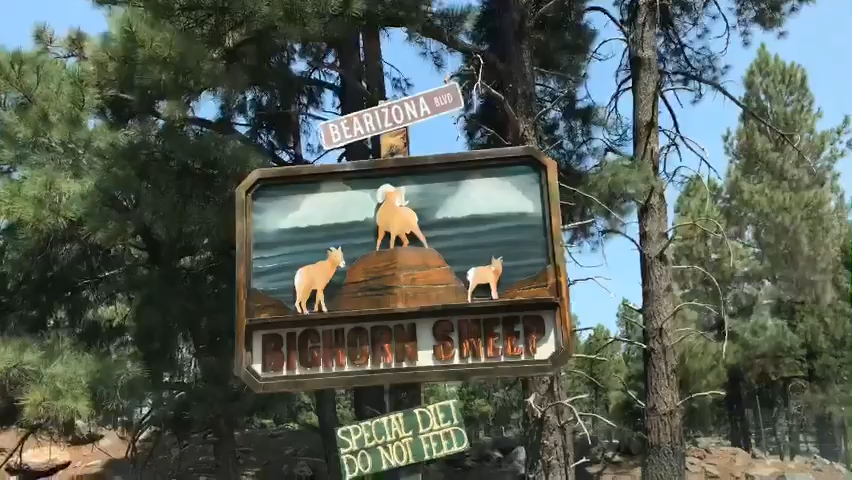 BEARIZONA BLVD
BIGHORN SHEEP
SPECIAL DIET
DO NOT FEED